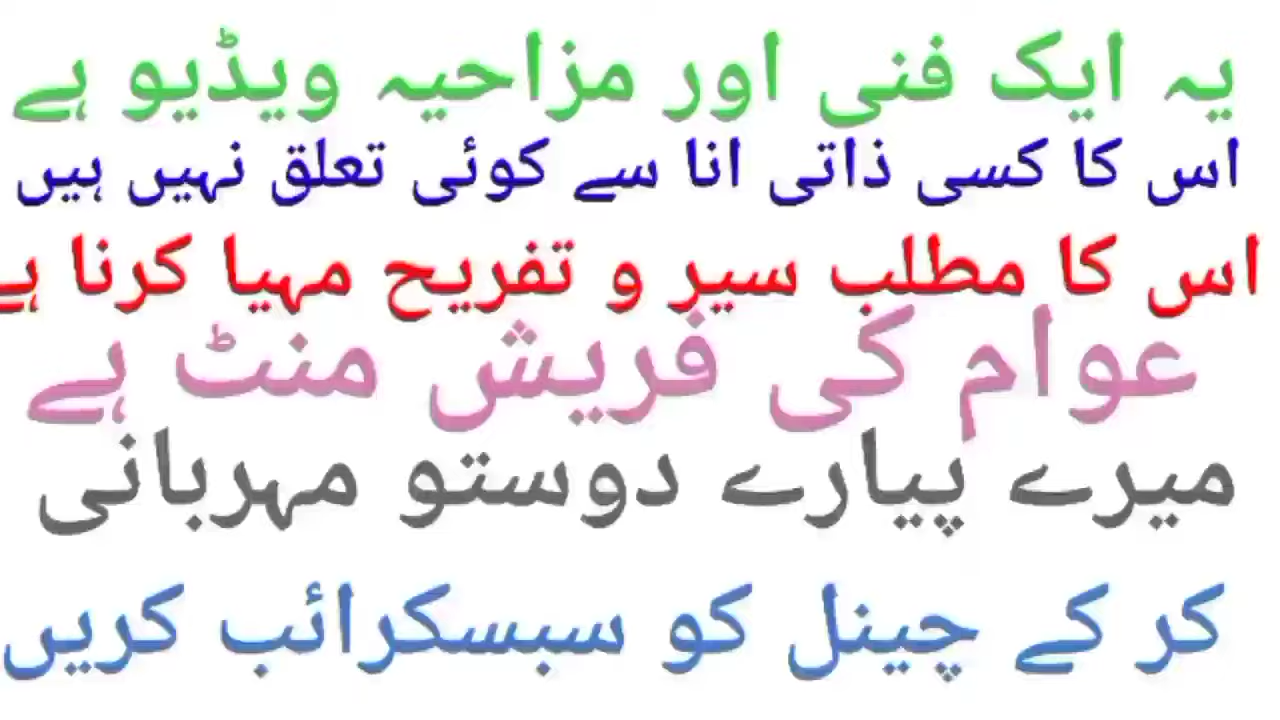 یہ ایک فنی اور مزاحیہ ویڈیو ہے
اس کا کسی ذاتی انا سے کوئی تعلق نہیں ہیں
اس کا مطلب سیر و تفریح مہیا کرنا ہے
عوام کی فریش منٹ ہے
میرے پیارے دوستو مہربانی
کر کے چینل کو سبسکرائب کریں